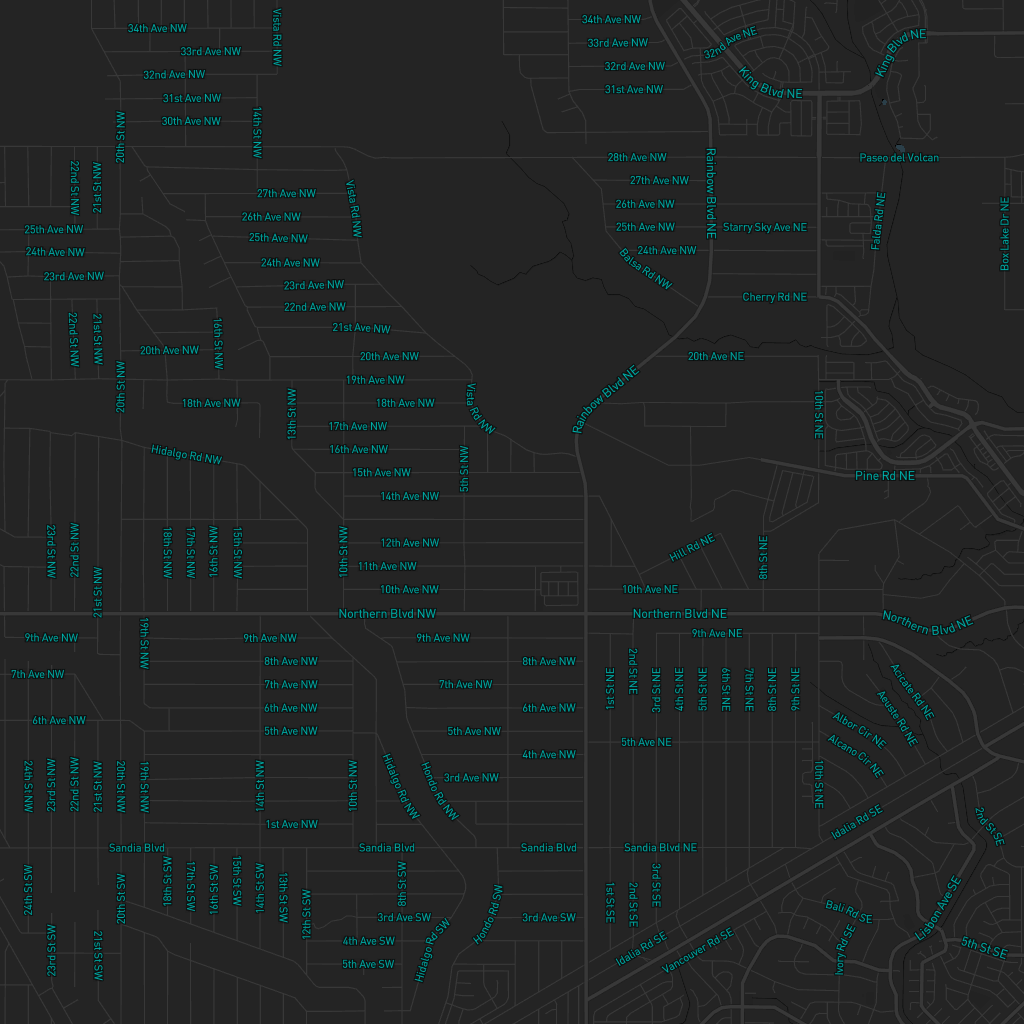 34th Ave NW
Vista Rd NW
34th Ave NW
32nd Ave NE
King Blvd NE
33rd Ave NW
33rd Ave NW
32nd Ave NW
32nd Ave NW
King Blvd NE
31st Ave NW
31st Ave NW
30th Ave NW
20th St NW
14th St NW
28th Ave NW
Paseo del Volcan
22nd St NW
21st St NW
27th Ave NW
Vista Rd NW
27th Ave NW
Rainbow Blvd NE
26th Ave NW
26th Ave NW
Falda Rd NE
Box Lake Dr NE
25th Ave NW
25th Ave NW
25th Ave NW
Starry Sky Ave NE
24th Ave NW
24th Ave NW
24th Ave NW
Balsa Rd NW
23rd Ave NW
23rd Ave NW
22nd Ave NW
Cherry Rd NE
22nd St NW
21st St NW
16th St NW
21st Ave NW
20th Ave NW
20th Ave NW
20th Ave NE
20th St NW
19th Ave NW
Rainbow Blvd NE
18th Ave NW
13th St NW
18th Ave NW
Vista Rd NW
10th St NE
17th Ave NW
Hidalgo Rd NW
16th Ave NW
15th Ave NW
5th St NW
Pine Rd NE
14th Ave NW
23rd St NW
22nd St NW
18th St NW
17th St NW
16th St NW
15th St NW
10th St NW
12th Ave NW
Hill Rd NE
8th St NE
11th Ave NW
21st St NW
10th Ave NW
10th Ave NE
Northern Blvd NW
Northern Blvd NE
Northern Blvd NE
9th Ave NW
19th St NW
9th Ave NW
9th Ave NW
9th Ave NE
8th Ave NW
8th Ave NW
2nd St NE
7th Ave NW
7th Ave NW
7th Ave NW
1st St NE
3rd St NE
4th St NE
5th St NE
6th St NE
7th St NE
8th St NE
9th St NE
Acicate Rd NE
Aeuste Rd NE
6th Ave NW
6th Ave NW
6th Ave NW
5th Ave NW
5th Ave NW
5th Ave NE
Albor Cir NE
Alcano Cir NE
4th Ave NW
24th St NW
23rd St NW
22nd St NW
21st St NW
20th St NW
19th St NW
14th St NW
10th St NW
Hidalgo Rd NW
Hondo Rd NW
3rd Ave NW
10th St NE
1st Ave NW
Idalia Rd SE
2nd St SE
Sandia Blvd
Sandia Blvd
Sandia Blvd
Sandia Blvd NE
24th St SW
20th St SW
18th St SW
17th St SW
16th St SW
15th St SW
14th St SW
13th St SW
12th St SW
8th St SW
1st St SE
2nd St SE
3rd St SE
3rd Ave SW
Hondo Rd SW
3rd Ave SW
Bali Rd SE
Lisbon Ave SE
23rd St SW
21st St SW
4th Ave SW
Hidalgo Rd SW
Idalia Rd SE
Vancouver Rd SE
Ivory Rd SE
5th St SE
5th Ave SW